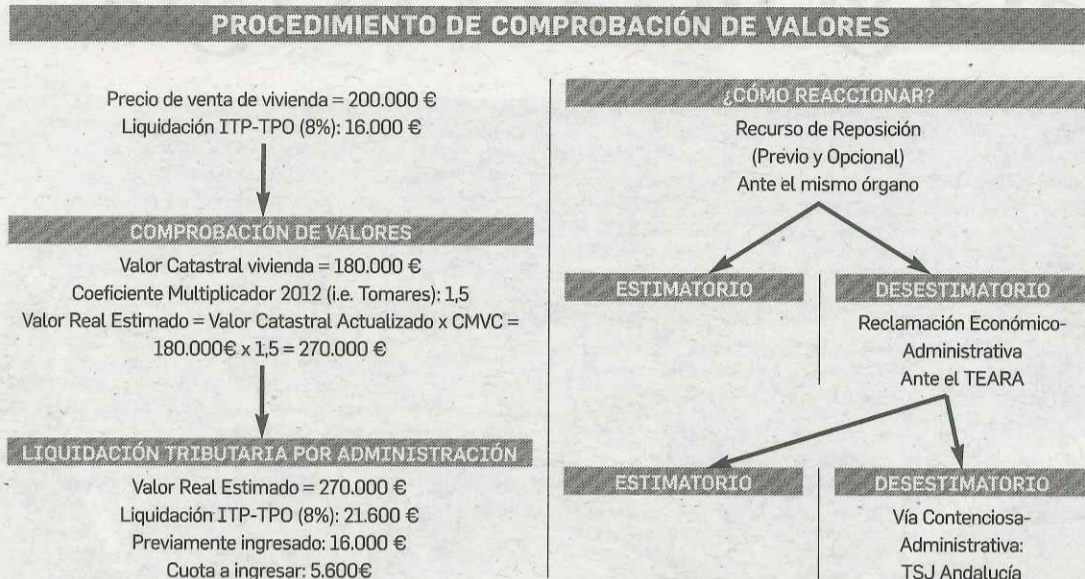 PROCEDIMIENTO DE COMPROBACIÓN DE VALORES
Precio de venta de vivienda = 200.000 €
Liquidación ITP-TPO (8%): 16.000 €
COMPROBACIÓN DE VALORES
Valor Catastral vivienda = 180.000 €
Coeficiente Multiplicador 2012 (i.e. Tomares): 1,5
Valor Real Estimado = Valor Catastral Actualizado x CMVC =
180.000€ x 1,5 = 270.000 €
LIQUIDACIÓN TRIBUTARIA POR ADMINISTRACIÓN
Valor Real Estimado = 270.000 €
Liquidación ITP-TPO (8%): 21.600 €
Previamente ingresado: 16.000 €
Cuota a ingresar: 5.600€
¿CÓMO REACCIONAR?
Recurso de Reposición
(Previo y Opcional)
Ante el mismo órgano
ESTIMATORIO
DESESTIMATORIO
Reclamación Económico-
Administrativa
Ante el TEARA
ESTIMATORIO
DESESTIMATORIO
Vía Contenciosa-
Administrativa:
TSJ Andalucía